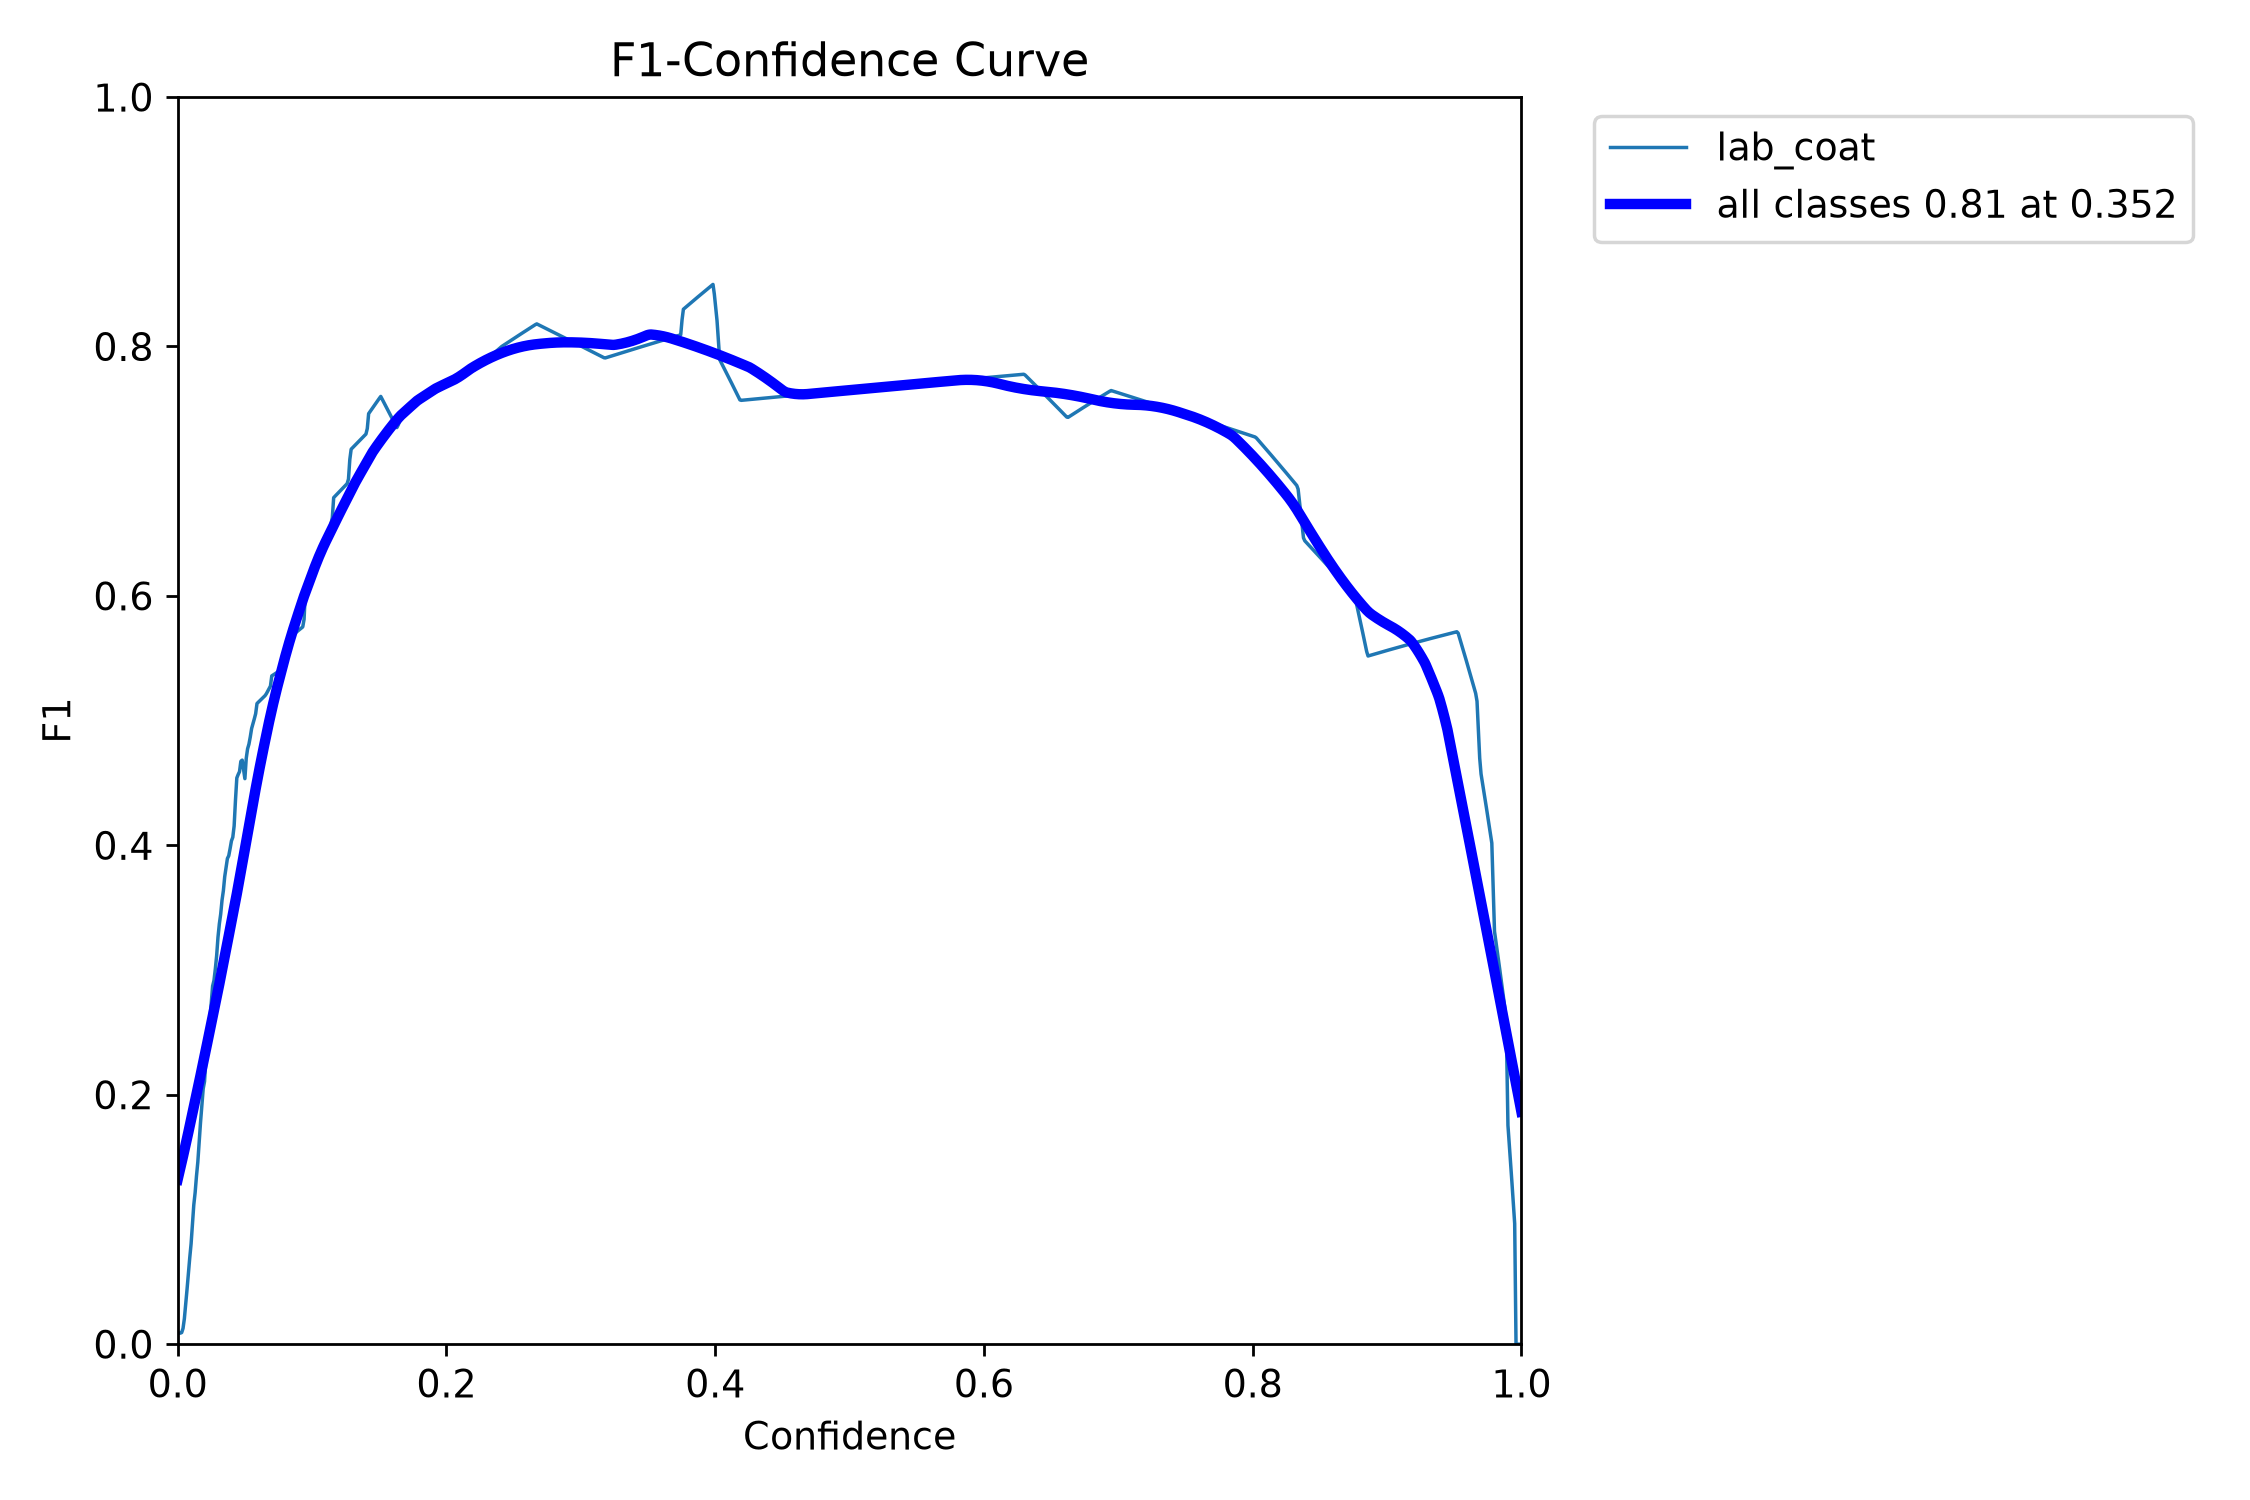 F1-Confidence Curve
lab_coat
all classes 0.81 at 0.352
F1
1.0
0.8
0.6
0.4
0.2
0.0
0.0 0.2 0.4 0.6 0.8 1.0
Confidence